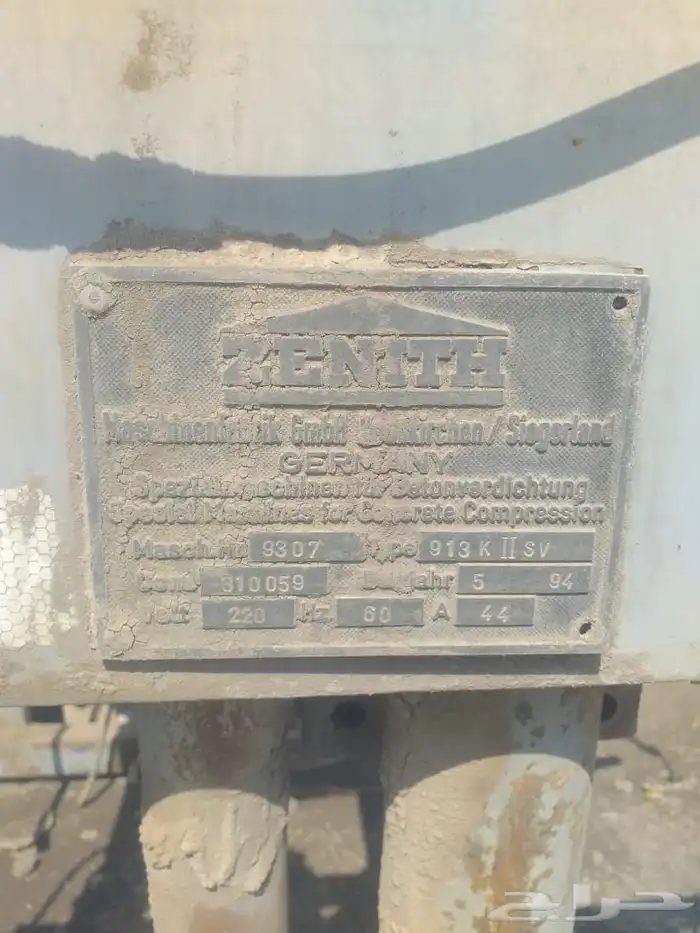 ZENITH
Maschinenfabrik GmbH Neunkirchen/Siegerland
GERMANY
Spezialmaschinen für Betonverdichtung
Special Machines for Concrete Compression
Masch.Nr. 9307 Type 913 K II SV
Cont. 310059 Baujahr 5 94
Volt 220 Hz 60 A 44
حراج